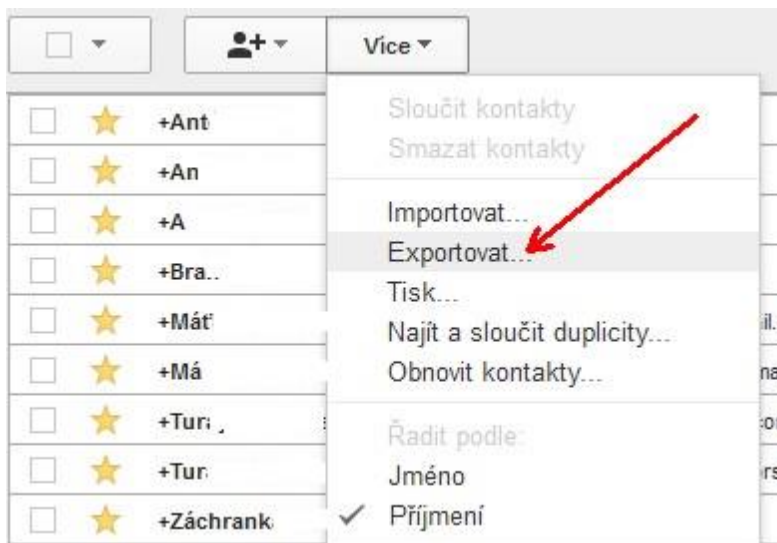 Více
+Ant
+An
+A
+Bra..
+Máť
+Má
+Tur
+Tur
+Záchrank
Sloučit kontakty
Smazat kontakty
Importovat...
Exportovat...
Tisk...
Najít a sloučit duplicity...
Obnovit kontakty...
Řadit podle:
Jméno
Příjmení
il.